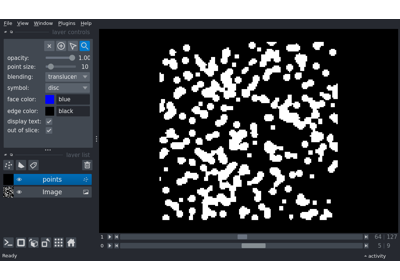 File View Window Plugins Help
layer controls
opacity: 1.00
point size: 10
blending: translucen
symbol: disc
face color: blue
edge color: black
display text:
out of slice:
layer list
points
Image
1 64 127
0 5 9
Ready activity